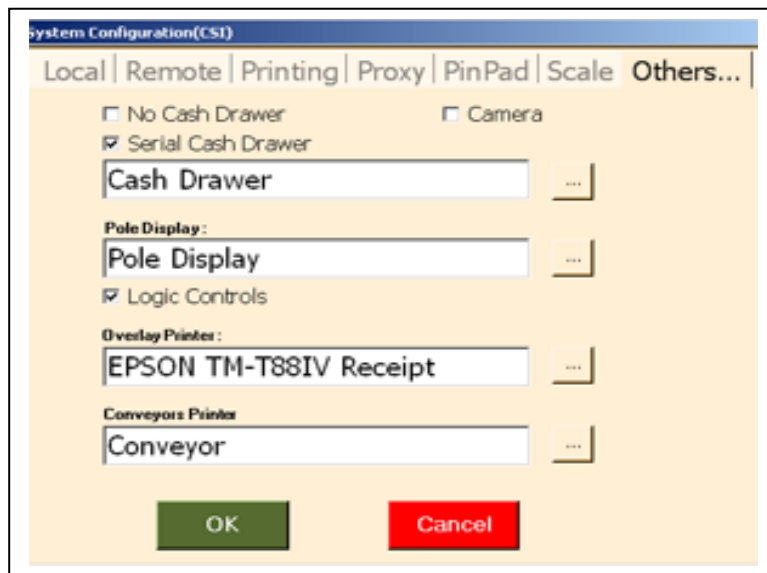 System Configuration(CSI)
Local | Remote | Printing | Proxy | PinPad | Scale Others... |
No Cash Drawer Camera
Serial Cash Drawer
Cash Drawer ...
Pole Display:
Pole Display ...
Logic Controls
Overlay Printer:
EPSON TM-T88IV Receipt ...
Conveyors Printer
Conveyor ...
OK Cancel